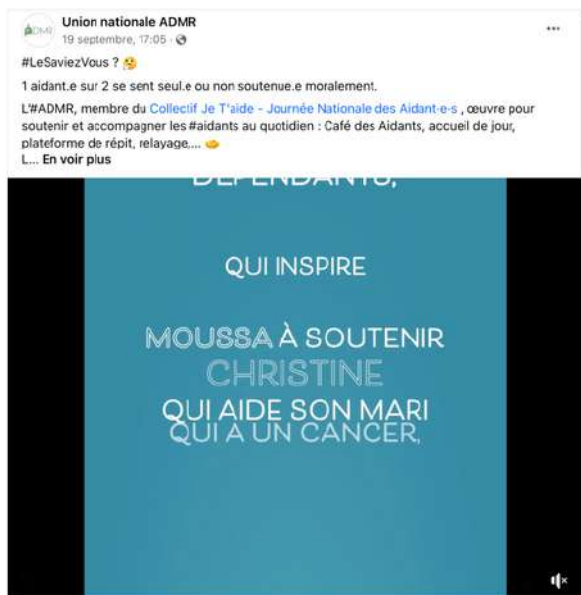 ADMR
Union nationale ADMR
19 septembre, 17:05 ·
#LeSaviezVous ? 🤔
1 aidant.e sur 2 se sent seul.e ou non soutenue.e moralement.
L'#ADMR, membre du Collectif Je T'aide - Journée Nationale des Aidant·e·s , œuvre pour
soutenir et accompagner les #aidants au quotidien : Café des Aidants, accueil de jour,
plateforme de répit, relayage,...
L... En voir plus
DÉPENDANTS,
QUI INSPIRE
MOUSSA À SOUTENIR
CHRISTINE
QUI AIDE SON MARI
QUI A UN CANCER,